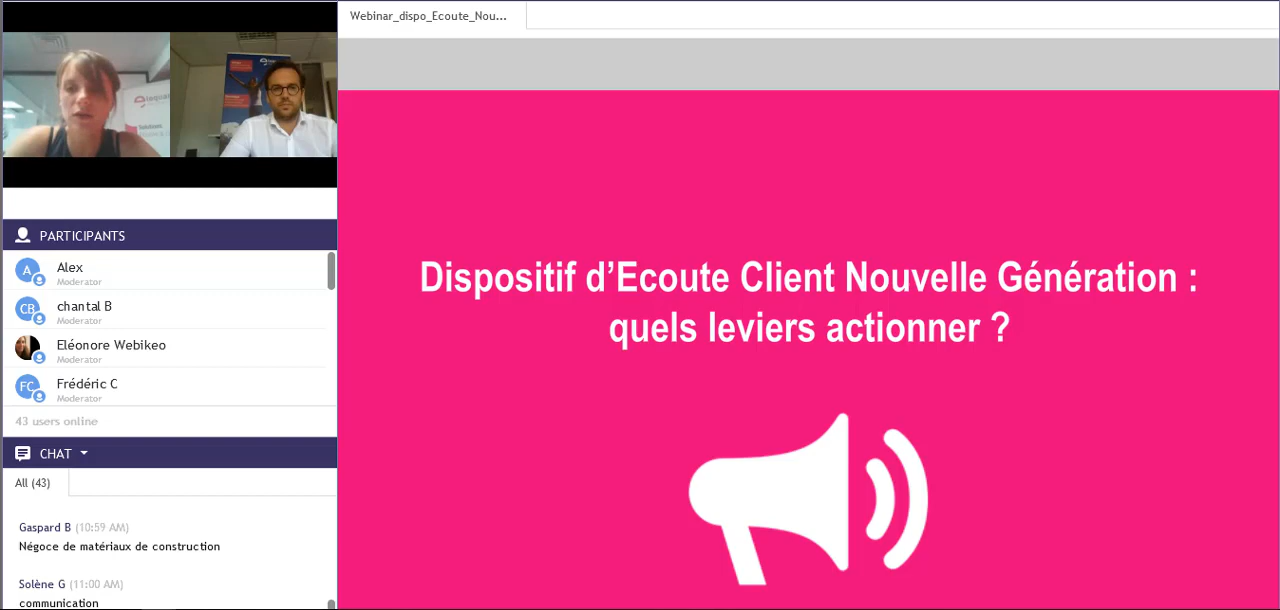 Webinar_dispo_Ecoute_Nou...
PARTICIPANTS
A
Alex
Moderator
CB
chantal B
Moderator
Eléonore Webikeo
Moderator
FC
Frédéric C
Moderator
43 users online
CHAT
All (43)
Gaspard B (10:59 AM)
Négoce de matériaux de construction
Solène G (11:00 AM)
communication
Dispositif d’Ecoute Client Nouvelle Génération :
quels leviers actionner ?